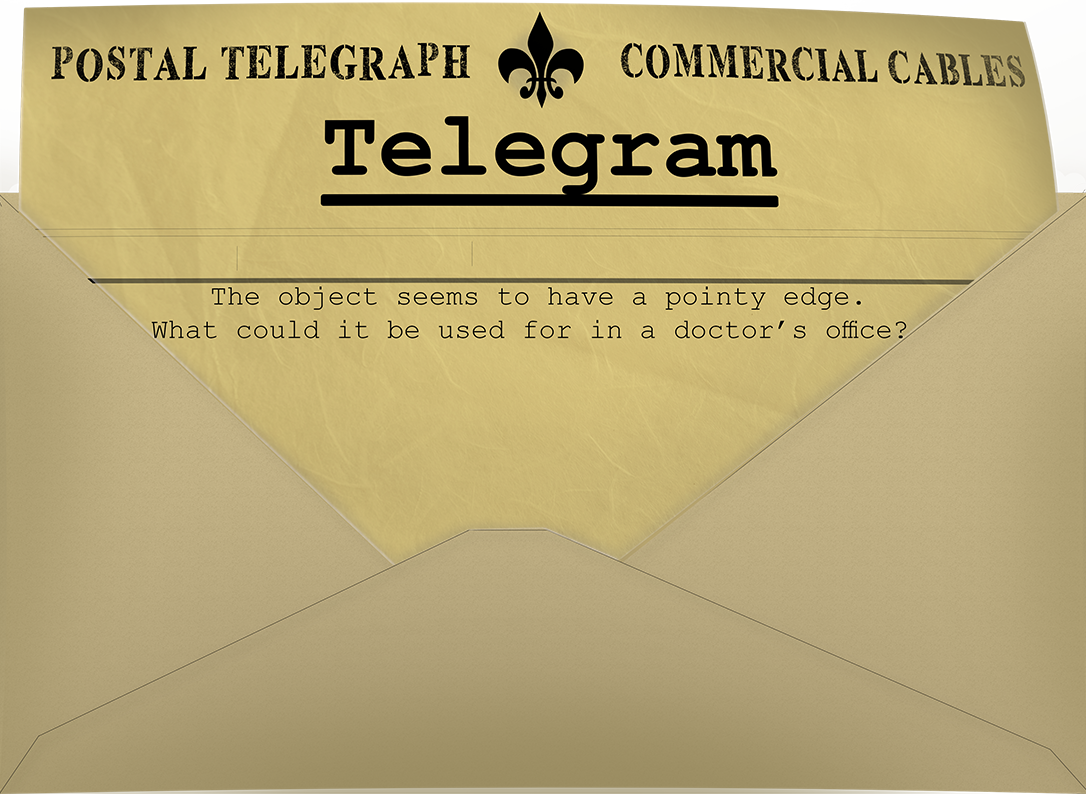 POSTAL TELEGRAPH COMMERCIAL CABLES
Telegram
The object seems to have a pointy edge.
What could it be used for in a doctor’s office?